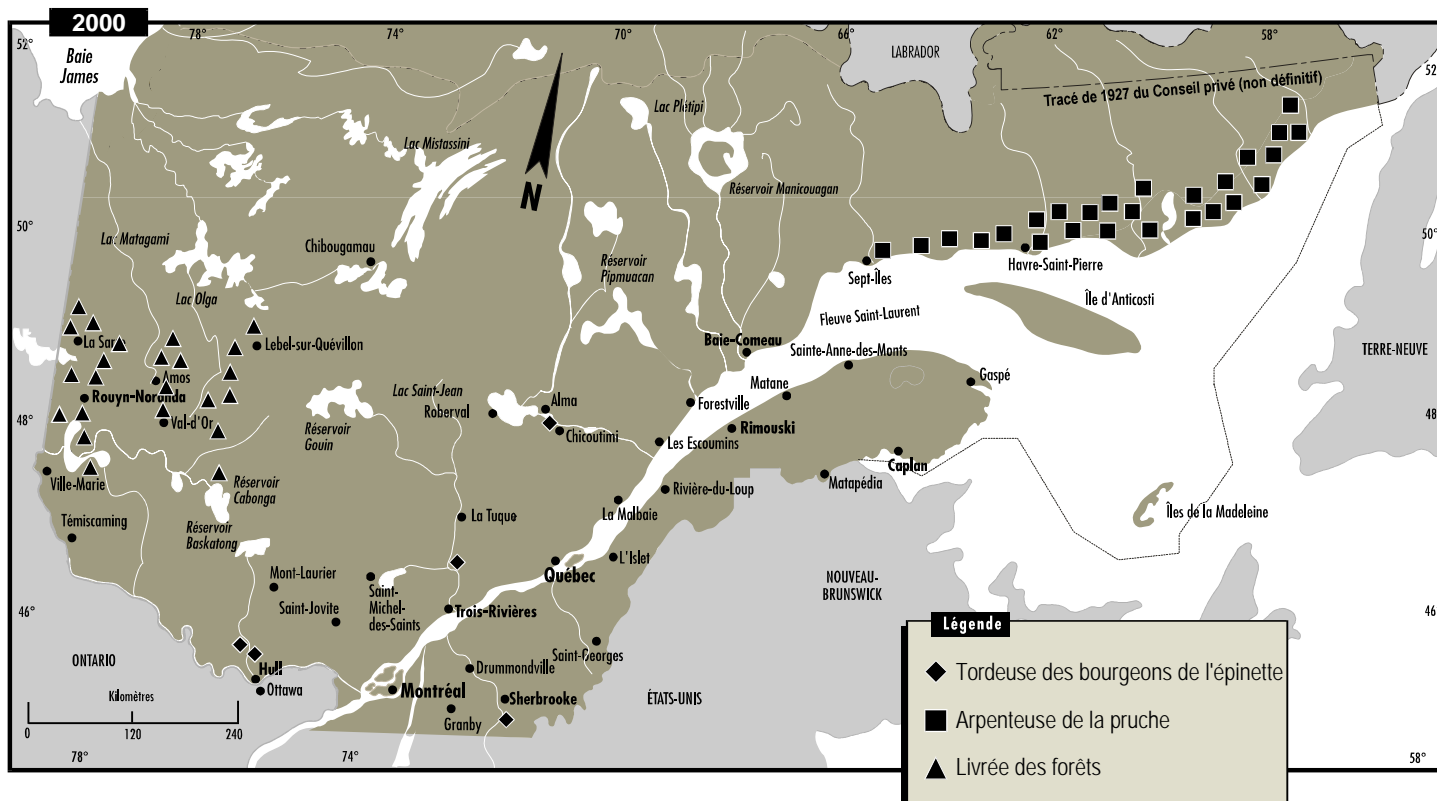 2000
52°
78°
74°
70°
66°
62°
58°
52
Baie
James
LABRADOR
Tracé de 1927 du Conseil privé (non définitif)
Lac Plétipi
Lac Mistassini
N
Réservoir Manicouagan
50°
50°
Lac Matagami
Chibougamau
Réservoir
Pipmuacan
Sept-Îles
Havre-Saint-Pierre
Lac Olga
Île d'Anticosti
Fleuve Saint-Laurent
La Sarre
Lebel-sur-Quévillon
Baie-Comeau
Sainte-Anne-des-Monts
TERRE-NEUVE
Amos
Matane
Gaspé
Rouyn-Noranda
Lac Saint-Jean
Alma
Roberval
Forestville
48°
48
Val-d'Or
Réservoir
Gouin
Chicoutimi
Les Escoumins
Rimouski
Caplan
Ville-Marie
Réservoir
Cabonga
Matapédia
Rivière-du-Loup
Témiscaming
Réservoir
Baskatong
La Tuque
La Malbaie
Îles de la Madeleine
L'Islet
Québec
Mont-Laurier
Saint-
Michel-
des-Saints
NOUVEAU-
BRUNSWICK
46°
46
Saint-Jovite
Trois-Rivières
Saint-Georges
ONTARIO
Hull
Drummondville
Ottawa
Montréal
Sherbrooke
ÉTATS-UNIS
Granby
Kilomètres
0
120
240
78°
74°
58°
Légende
Tordeuse des bourgeons de l'épinette
Arpenteuse de la pruche
Livrée des forêts